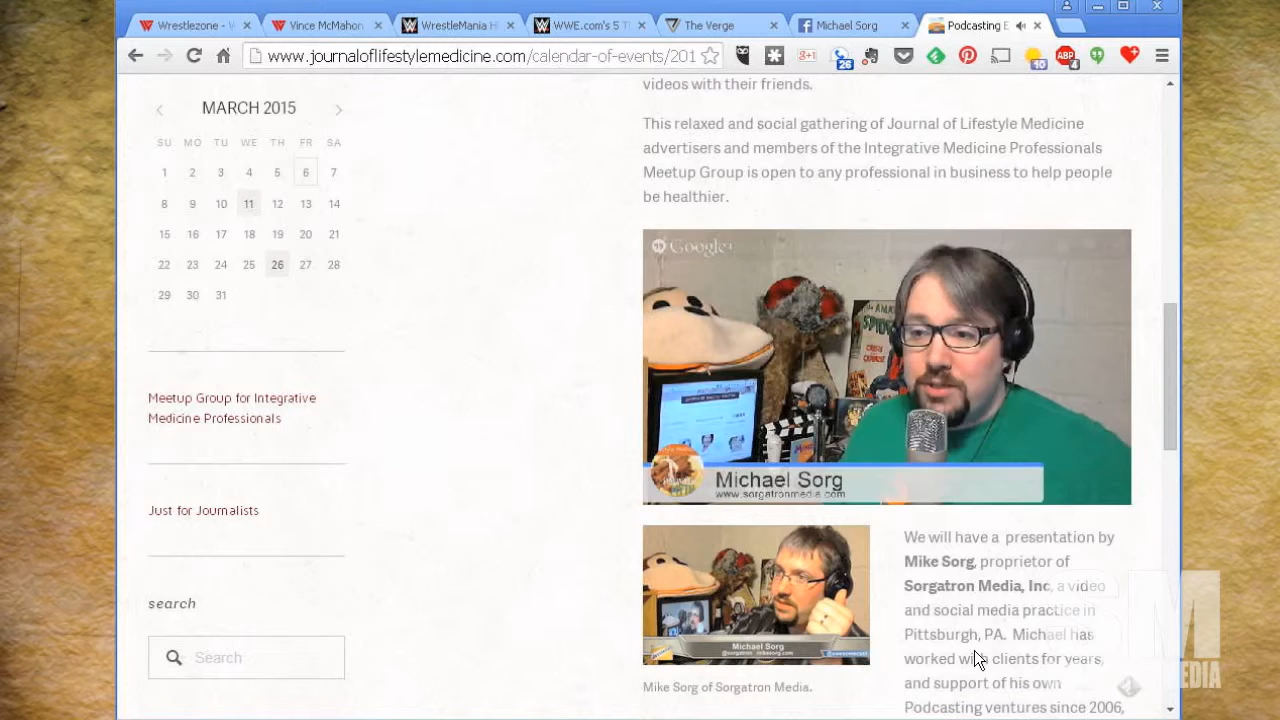 Wrestlezone - W
Vince McMahon
WrestleMania H
WWE.com's 5 T
The Verge
Michael Sorg
Podcasting E
www.journaloflifestylemedicine.com/calendar-of-events/201
26
g+1
10
ABP
4
MARCH 2015
SU MO TU WE TH FR SA
1 2 3 4 5 6 7
8 9 10 11 12 13 14
15 16 17 18 19 20 21
22 23 24 25 26 27 28
29 30 31
Meetup Group for Integrative
Medicine Professionals
Just for Journalists
search
Search
videos with their friends.
This relaxed and social gathering of Journal of Lifestyle Medicine
advertisers and members of the Integrative Medicine Professionals
Meetup Group is open to any professional in business to help people
be healthier.
Google+
Michael Sorg
www.sorgatronmedia.com
Michael Sorg
@sorgatron mikesorg.com
Mike Sorg of Sorgatron Media.
We will have a presentation by
Mike Sorg, proprietor of
Sorgatron Media, Inc, a video
and social media practice in
Pittsburgh, PA. Michael has
worked with clients for years,
and support of his own
Podcasting ventures since 2006,